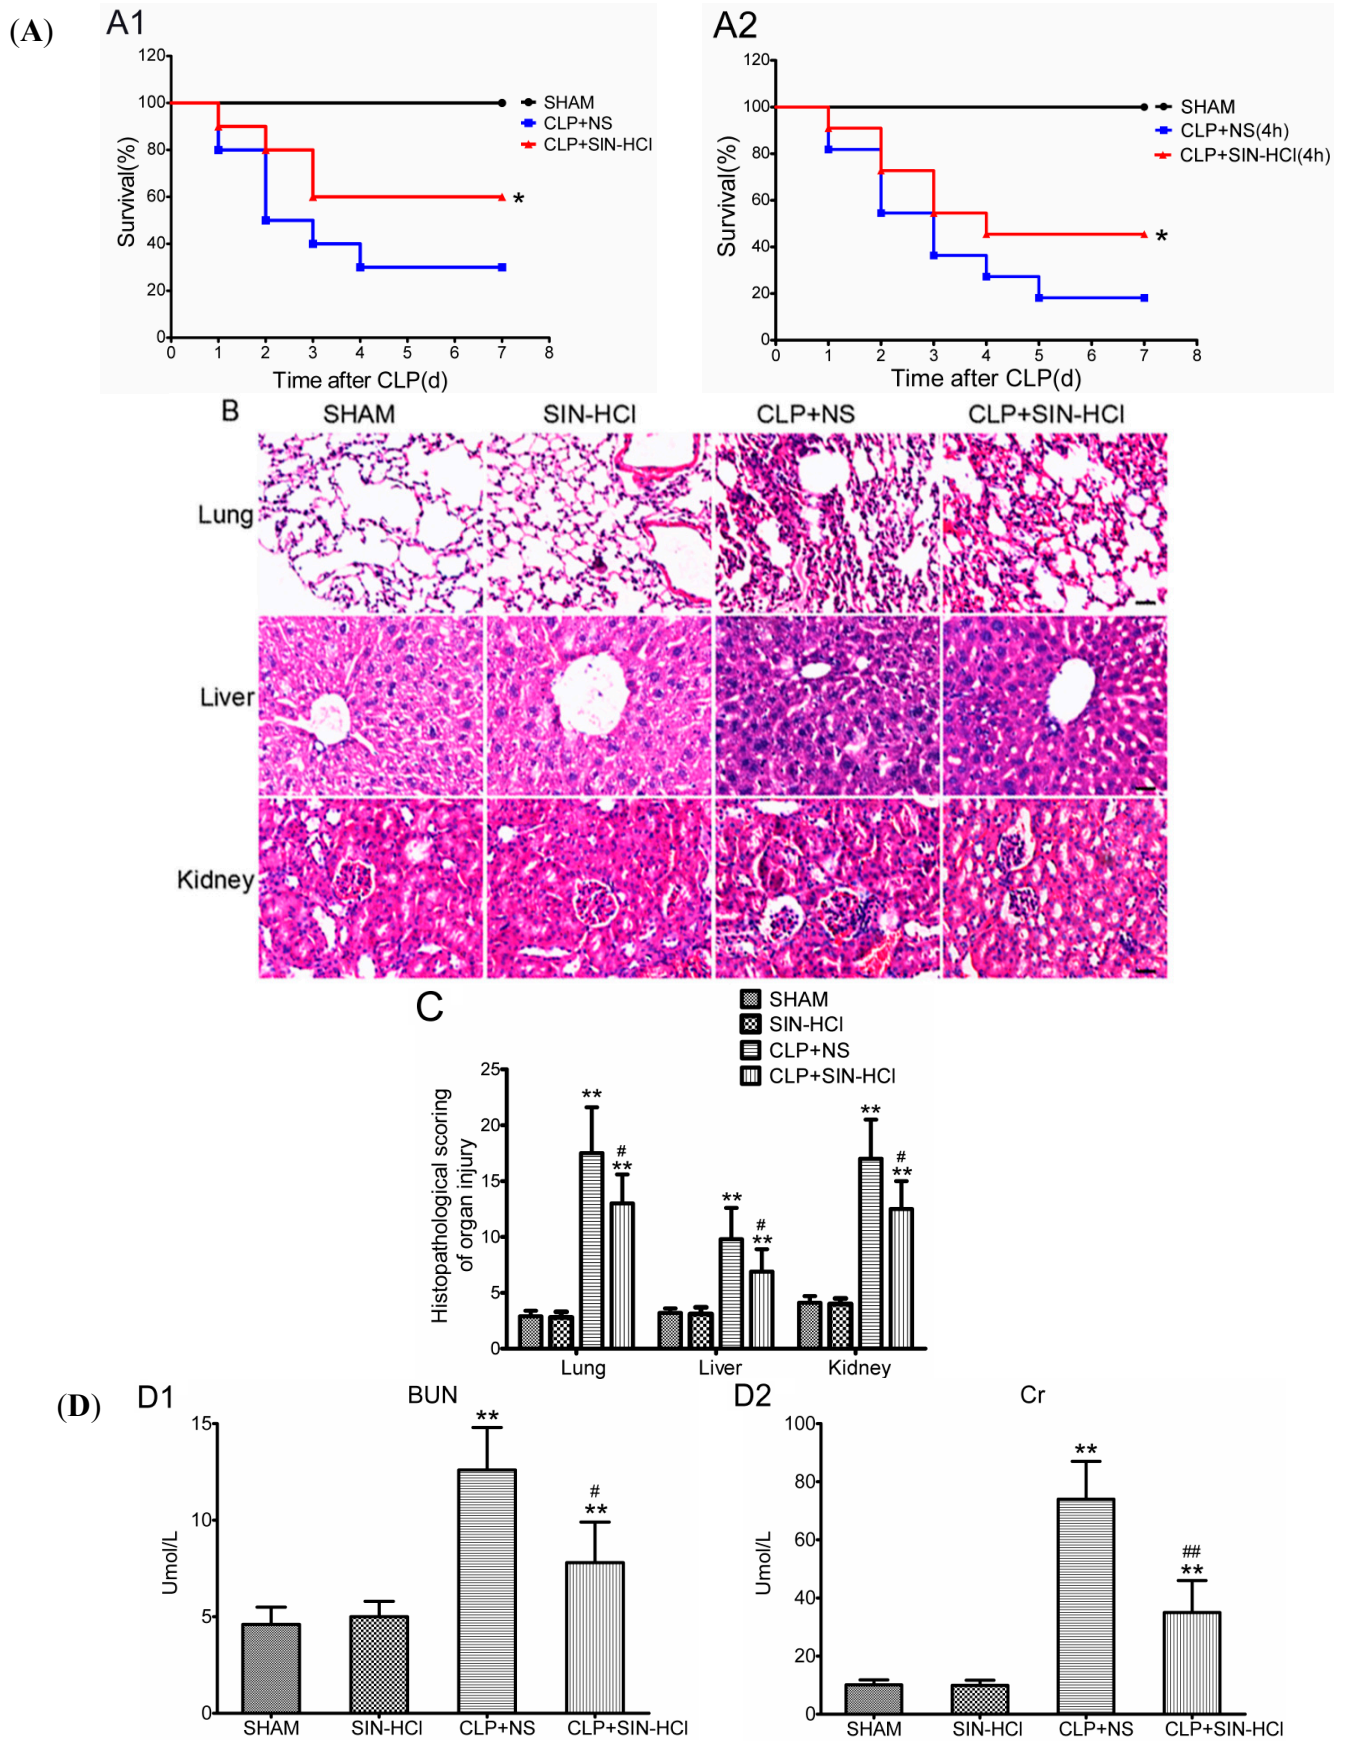 (A)
A1
120
100
80
60
40
20
0
0 1 2 3 4 5 6 7 8
Survival(%)
Time after CLP(d)
SHAM
CLP+NS
CLP+SIN-HCl
*
A2
120
100
80
60
40
20
0
0 1 2 3 4 5 6 7 8
Survival(%)
Time after CLP(d)
SHAM
CLP+NS(4h)
CLP+SIN-HCl(4h)
*
B
SHAM SIN-HCl CLP+NS CLP+SIN-HCl
Lung
Liver
Kidney
C
SHAM
SIN-HCl
CLP+NS
CLP+SIN-HCl
Histopathological scoring
of organ injury
25
20
15
10
5
0
**
#
**
**
#
**
**
#
**
Lung Liver Kidney
(D)
D1
BUN
Umol/L
15
10
5
0
**
#
**
SHAM SIN-HCl CLP+NS CLP+SIN-HCl
D2
Cr
Umol/L
100
80
60
40
20
0
**
##
**
SHAM SIN-HCl CLP+NS CLP+SIN-HCl